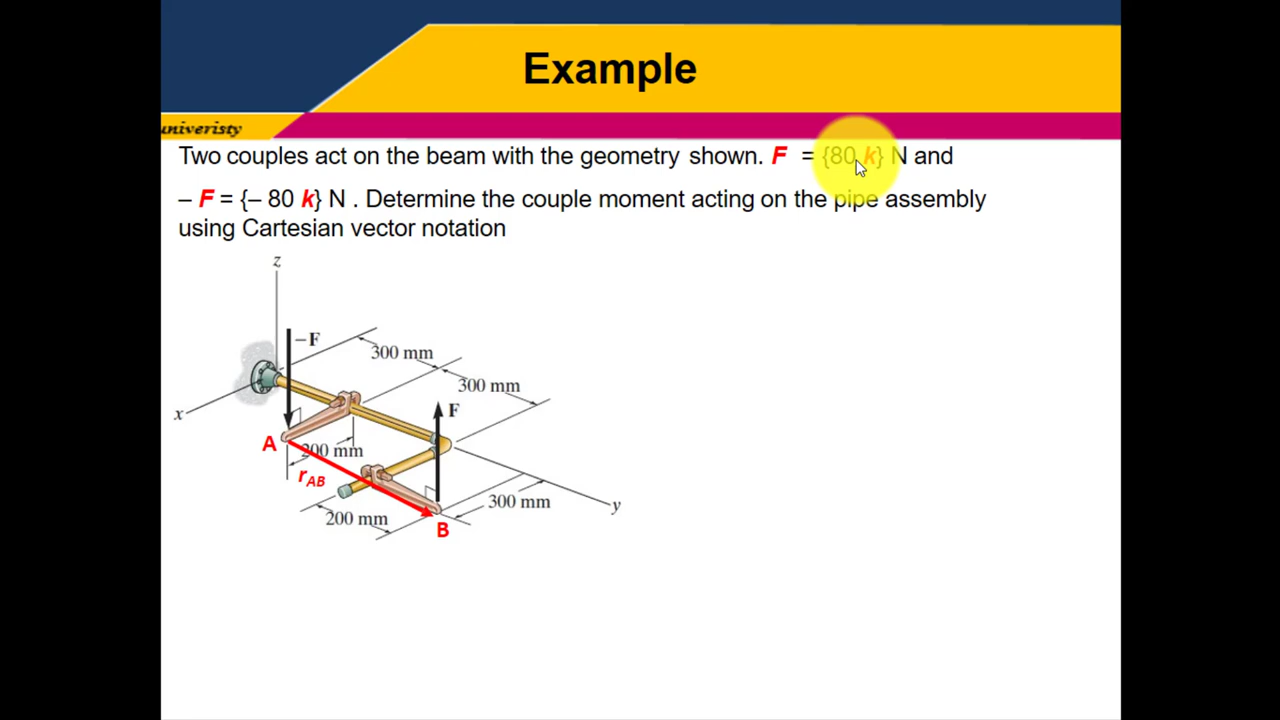 Example
univeristy
Two couples act on the beam with the geometry shown. F = {80 k} N and
– F = {– 80 k} N . Determine the couple moment acting on the pipe assembly
using Cartesian vector notation
z
–F
300 mm
300 mm
x
F
A
200 mm
rAB
300 mm
y
200 mm
B